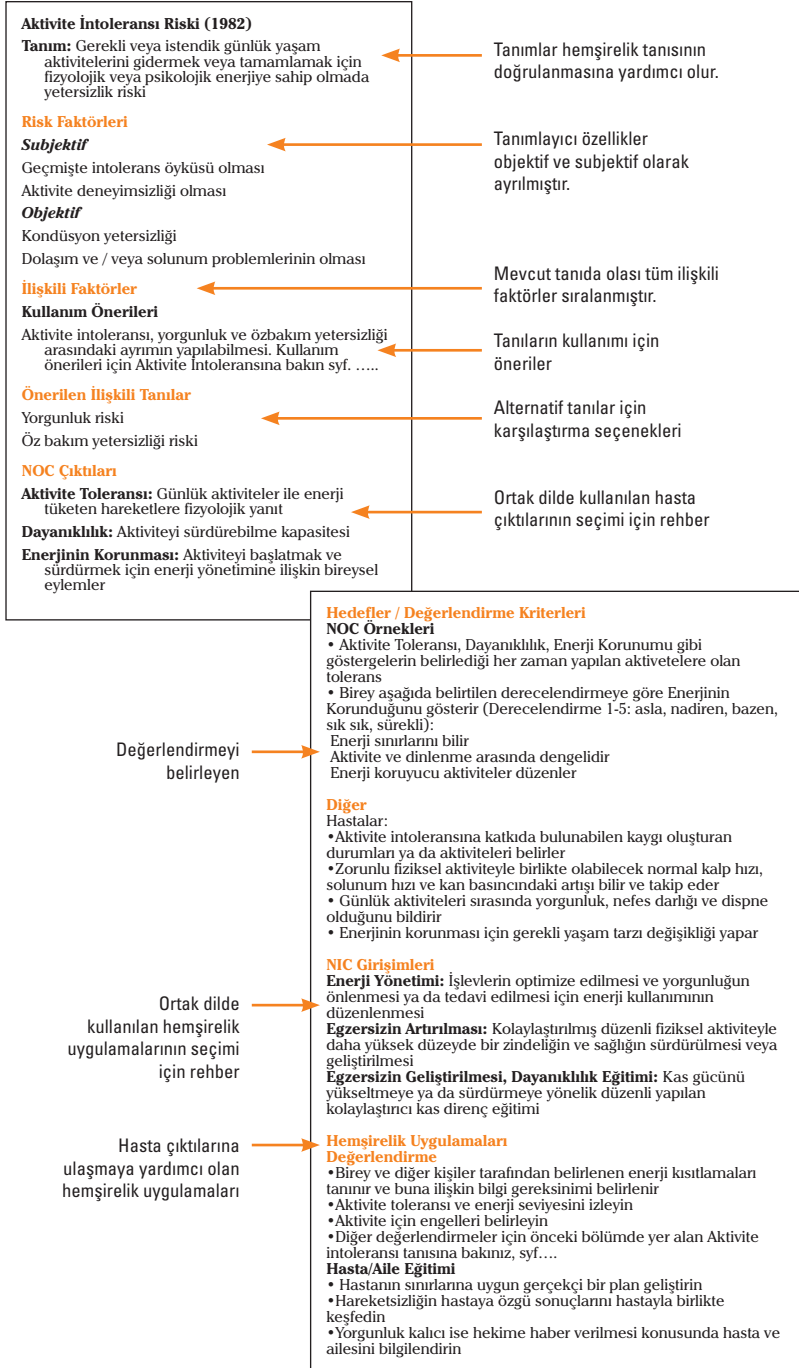 Aktivite İntoleransı Riski (1982)
Tanım: Gerekli veya istendik günlük yaşam
aktivitelerini gidermek veya tamamlamak için
fizyolojik veya psikolojik enerjiye sahip olmada
yetersizlik riski
Tanımlar hemşirelik tanısının
doğrulanmasına yardımcı olur.
Risk Faktörleri
Subjektif
Geçmişte intolerans öyküsü olması
Aktivite deneyimsizliği olması
Objektif
Kondüsyon yetersizliği
Dolaşım ve / veya solunum problemlerinin olması
Tanımlayıcı özellikler
objektif ve subjektif olarak
ayrılmıştır.
İlişkili Faktörler
Mevcut tanıda olası tüm ilişkili
faktörler sıralanmıştır.
Kullanım Önerileri
Aktivite intoleransı, yorgunluk ve özbakım yetersizliği
arasındaki ayrımın yapılabilmesi. Kullanım
önerileri için Aktivite İntoleransına bakın syf. …..
Tanıların kullanımı için
öneriler
Önerilen İlişkili Tanılar
Yorgunluk riski
Öz bakım yetersizliği riski
Alternatif tanılar için
karşılaştırma seçenekleri
NOC Çıktıları
Aktivite Toleransı: Günlük aktiviteler ile enerji
tüketen hareketlere fizyolojik yanıt
Dayanıklılık: Aktiviteyi sürdürebilme kapasitesi
Enerjinin Korunması: Aktiviteyi başlatmak ve
sürdürmek için enerji yönetimine ilişkin bireysel
eylemler
Ortak dilde kullanılan hasta
çıktılarının seçimi için rehber
Hedefler / Değerlendirme Kriterleri
NOC Örnekleri
• Aktivite Toleransı, Dayanıklılık, Enerji Korunumu gibi
göstergelerin belirlediği her zaman yapılan aktivetelere olan
tolerans
• Birey aşağıda belirtilen derecelendirmeye göre Enerjinin
Korunduğunu gösterir (Derecelendirme 1-5: asla, nadiren, bazen,
sık sık, sürekli):
Enerji sınırlarını bilir
Aktivite ve dinlenme arasında dengelidir
Enerji koruyucu aktiviteler düzenler
Değerlendirmeyi
belirleyen
Diğer
Hastalar:
•Aktivite intoleransına katkıda bulunabilen kaygı oluşturan
durumları ya da aktiviteleri belirler
•Zorunlu fiziksel aktiviteyle birlikte olabilecek normal kalp hızı,
solunum hızı ve kan basıncındaki artışı bilir ve takip eder
• Günlük aktiviteleri sırasında yorgunluk, nefes darlığı ve dispne
olduğunu bildirir
• Enerjinin korunması için gerekli yaşam tarzı değişikliği yapar
NIC Girişimleri
Enerji Yönetimi: İşlevlerin optimize edilmesi ve yorgunluğun
önlenmesi ya da tedavi edilmesi için enerji kullanımının
düzenlenmesi
Egzersizin Artırılması: Kolaylaştırılmış düzenli fiziksel aktiviteyle
daha yüksek düzeyde bir zindeliğin ve sağlığın sürdürülmesi veya
geliştirilmesi
Egzersizin Geliştirilmesi, Dayanıklılık Eğitimi: Kas gücünü
yükseltmeye ya da sürdürmeye yönelik düzenli yapılan
kolaylaştırıcı kas direnç eğitimi
Ortak dilde
kullanılan hemşirelik
uygulamalarının seçimi
için rehber
Hemşirelik Uygulamaları
Değerlendirme
•Birey ve diğer kişiler tarafından belirlenen enerji kısıtlamaları
tanınır ve buna ilişkin bilgi gereksinimi belirlenir
•Aktivite toleransı ve enerji seviyesini izleyin
•Aktivite için engelleri belirleyin
•Diğer değerlendirmeler için önceki bölümde yer alan Aktivite
intoleransı tanısına bakınız, syf….
Hasta/Aile Eğitimi
• Hastanın sınırlarına uygun gerçekçi bir plan geliştirin
•Hareketsizliğin hastaya özgü sonuçlarını hastayla birlikte
keşfedin
•Yorgunluk kalıcı ise hekime haber verilmesi konusunda hasta ve
ailesini bilgilendirin
Hasta çıktılarına
ulaşmaya yardımcı olan
hemşirelik uygulamaları